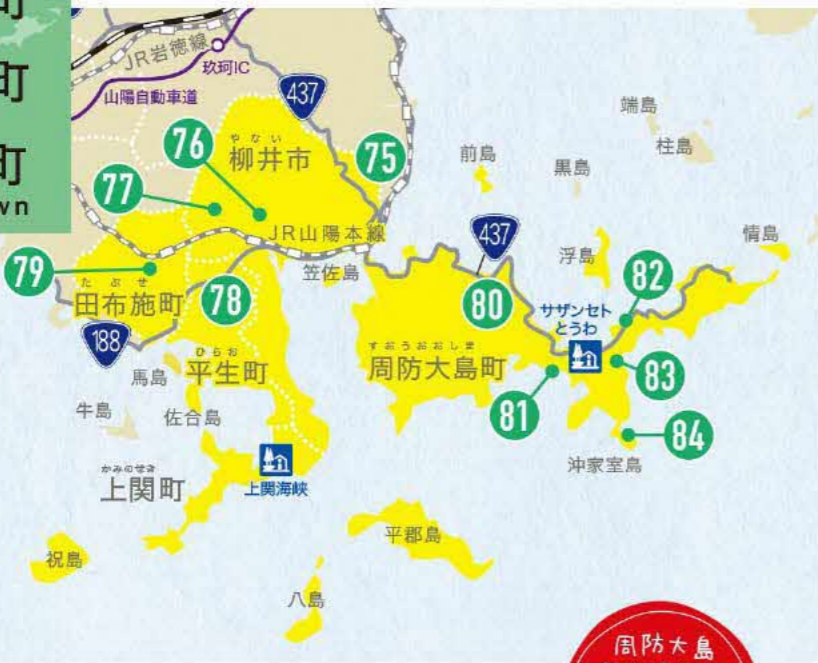 町
町
町
wn
JR岩徳線
玖珂IC
山陽自動車道
437
76
やない
柳井市
75
77
JR山陽本線
79
たぶせ
田布施町
78
188
ひらお
平生町
馬島
牛島
佐合島
かみのせき
上関町
上関海峡
祝島
八島
平郡島
笠佐島
前島
端島
柱島
黒島
437
浮島
情島
80
サザンセト
とうわ
82
すおうおおしま
周防大島町
81
83
84
沖家室島
周防大島